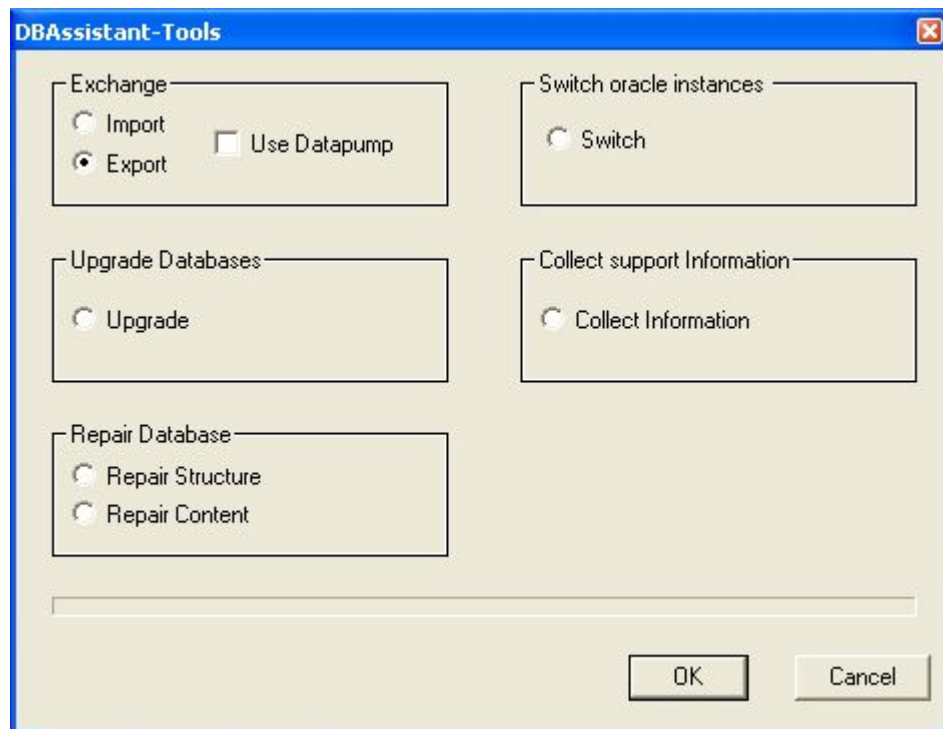 DBAssistant-Tools
Exchange
Import
Use Datapump
Export
Switch oracle instances
Switch
Upgrade Databases
Upgrade
Collect support Information
Collect Information
Repair Database
Repair Structure
Repair Content
OK
Cancel